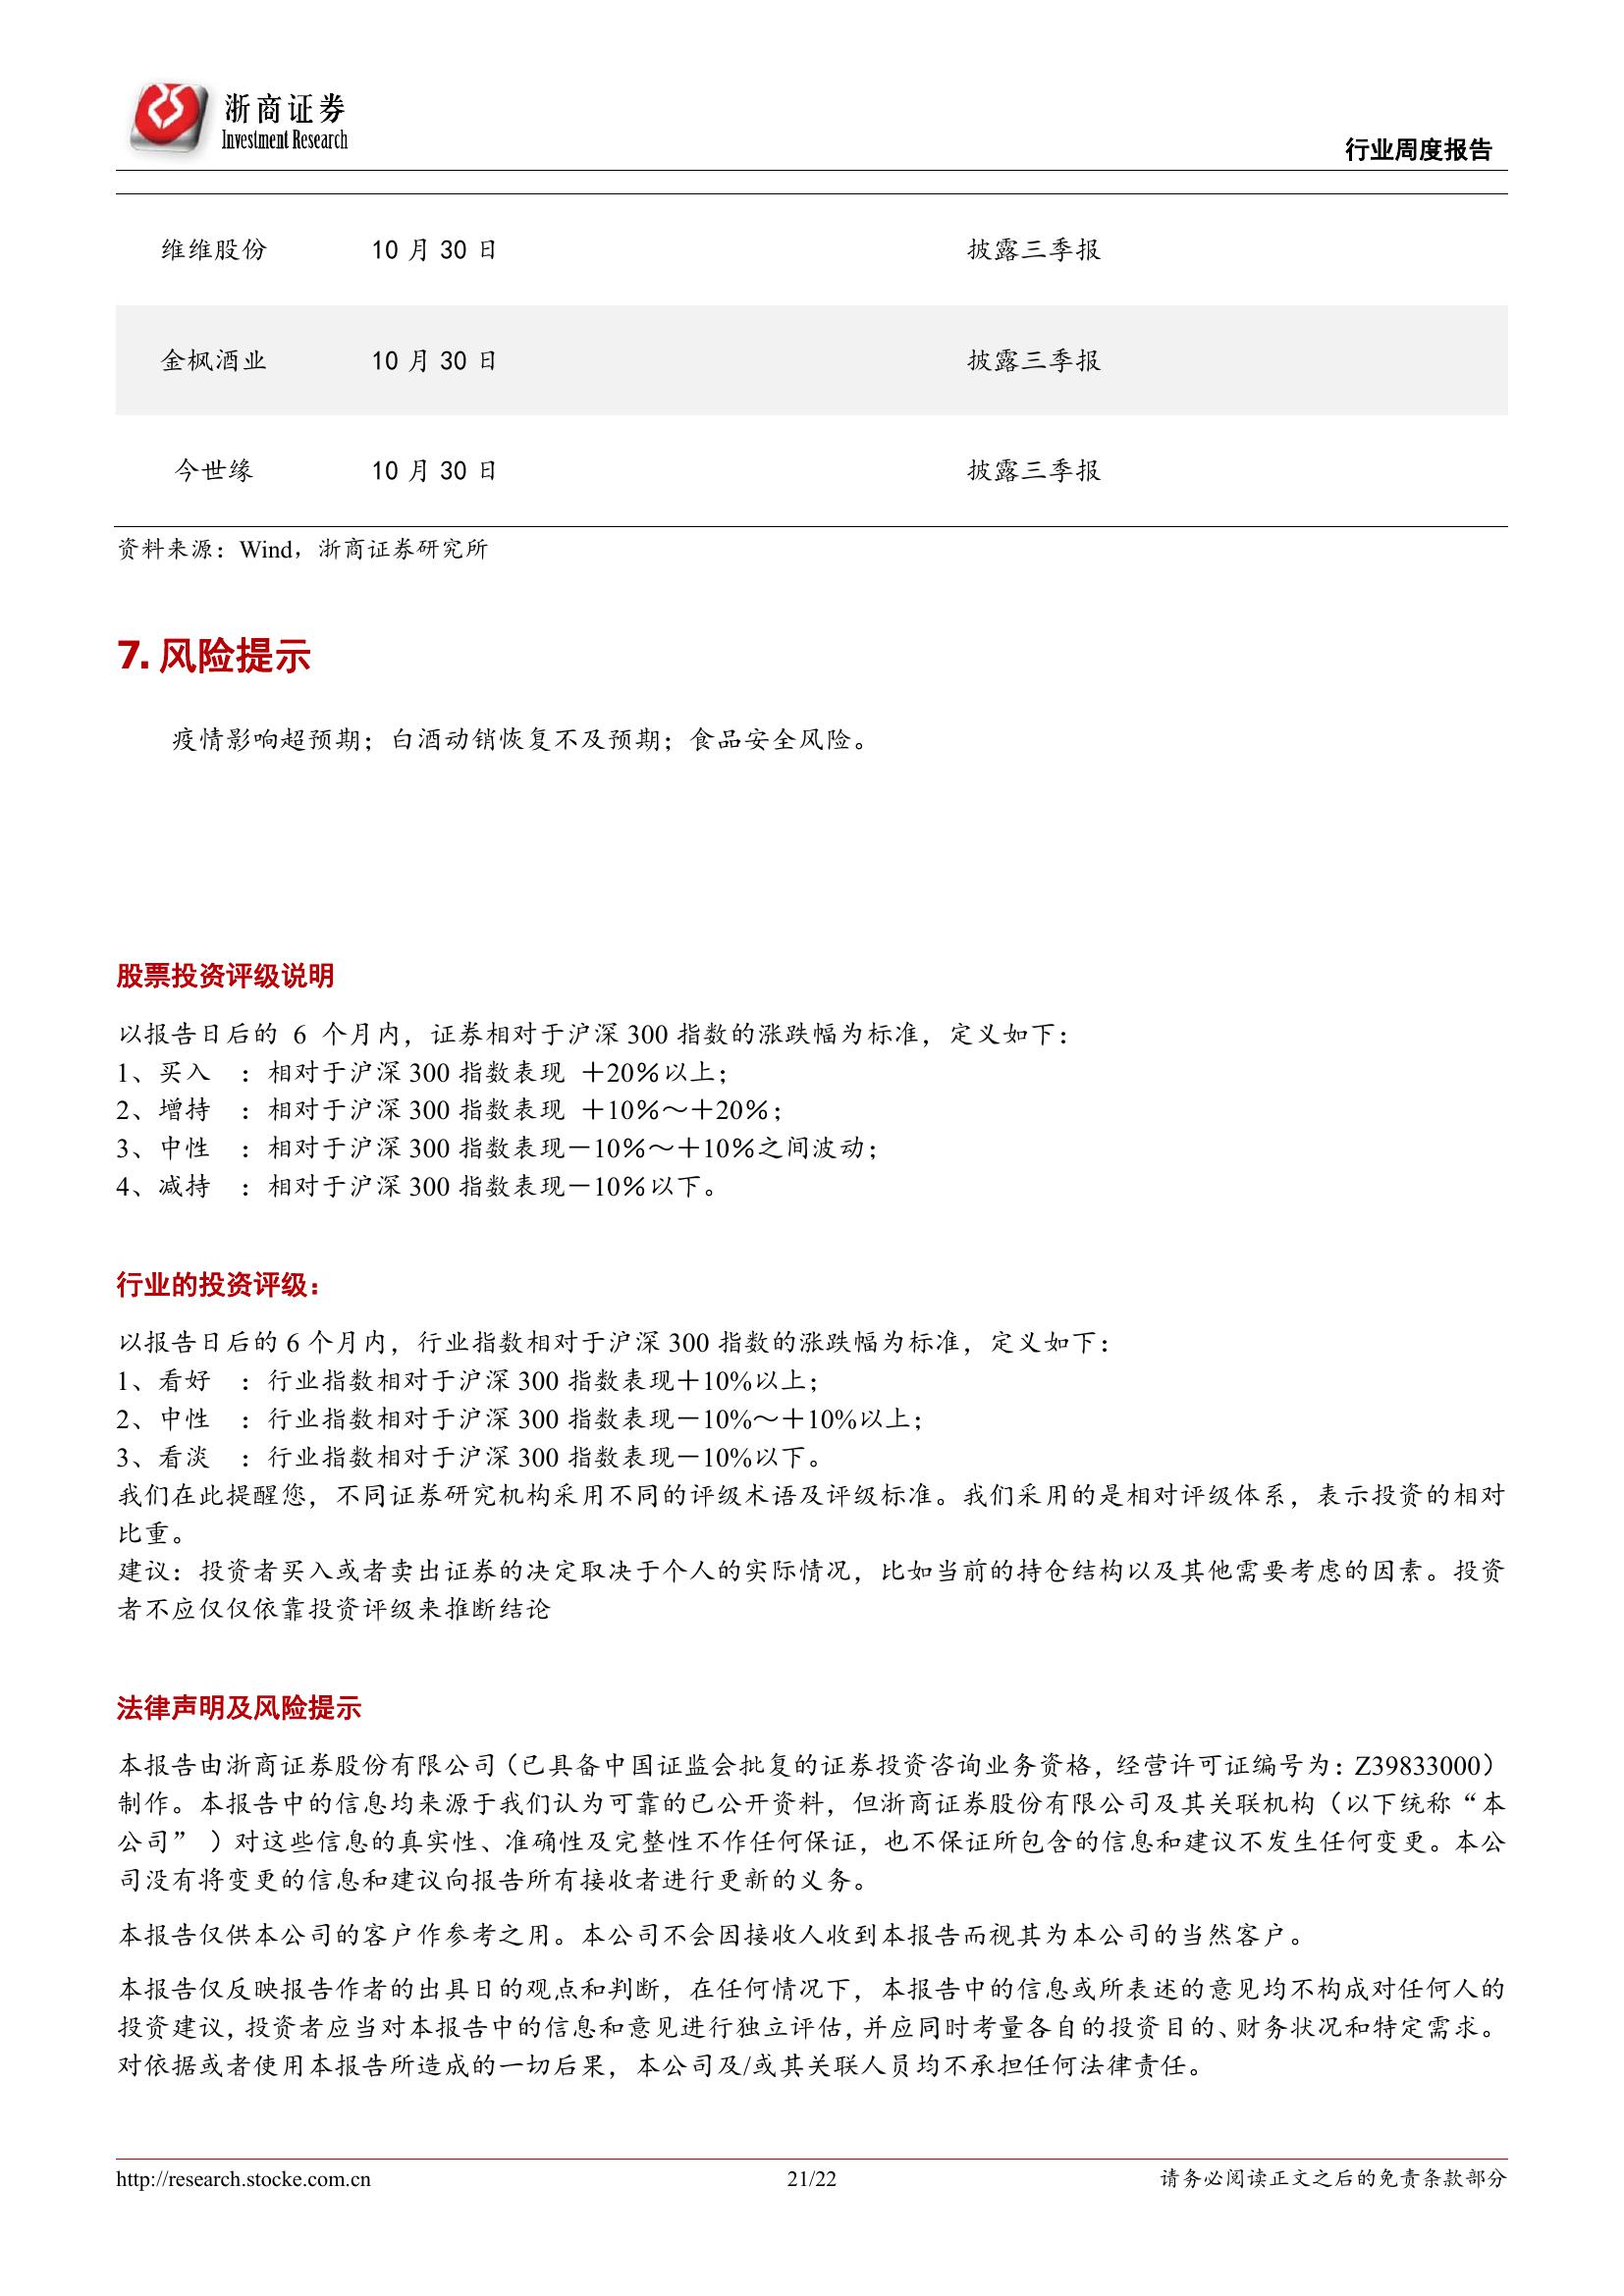 浙商证券
Investment Research
行业周度报告
维维股份 10 月 30 日 披露三季报
金枫酒业 10 月 30 日 披露三季报
今世缘 10 月 30 日 披露三季报
资料来源：Wind，浙商证券研究所
7. 风险提示
疫情影响超预期；白酒动销恢复不及预期；食品安全风险。
股票投资评级说明
以报告日后的 6 个月内，证券相对于沪深 300 指数的涨跌幅为标准，定义如下：
1、买入 ：相对于沪深 300 指数表现 ＋20％以上；
2、增持 ：相对于沪深 300 指数表现 ＋10％～＋20％；
3、中性 ：相对于沪深 300 指数表现－10％～＋10％之间波动；
4、减持 ：相对于沪深 300 指数表现－10％以下。
行业的投资评级：
以报告日后的 6 个月内，行业指数相对于沪深 300 指数的涨跌幅为标准，定义如下：
1、看好 ：行业指数相对于沪深 300 指数表现＋10%以上；
2、中性 ：行业指数相对于沪深 300 指数表现－10%～＋10%以上；
3、看淡 ：行业指数相对于沪深 300 指数表现－10%以下。
我们在此提醒您，不同证券研究机构采用不同的评级术语及评级标准。我们采用的是相对评级体系，表示投资的相对
比重。
建议：投资者买入或者卖出证券的决定取决于个人的实际情况，比如当前的持仓结构以及其他需要考虑的因素。投资
者不应仅仅依靠投资评级来推断结论
法律声明及风险提示
本报告由浙商证券股份有限公司（已具备中国证监会批复的证券投资咨询业务资格，经营许可证编号为：Z39833000）
制作。本报告中的信息均来源于我们认为可靠的已公开资料，但浙商证券股份有限公司及其关联机构（以下统称“本
公司” ）对这些信息的真实性、准确性及完整性不作任何保证，也不保证所包含的信息和建议不发生任何变更。本公
司没有将变更的信息和建议向报告所有接收者进行更新的义务。
本报告仅供本公司的客户作参考之用。本公司不会因接收人收到本报告而视其为本公司的当然客户。
本报告仅反映报告作者的出具日的观点和判断，在任何情况下，本报告中的信息或所表述的意见均不构成对任何人的
投资建议，投资者应当对本报告中的信息和意见进行独立评估，并应同时考量各自的投资目的、财务状况和特定需求。
对依据或者使用本报告所造成的一切后果，本公司及/或其关联人员均不承担任何法律责任。
http://research.stocke.com.cn 21/22 请务必阅读正文之后的免责条款部分